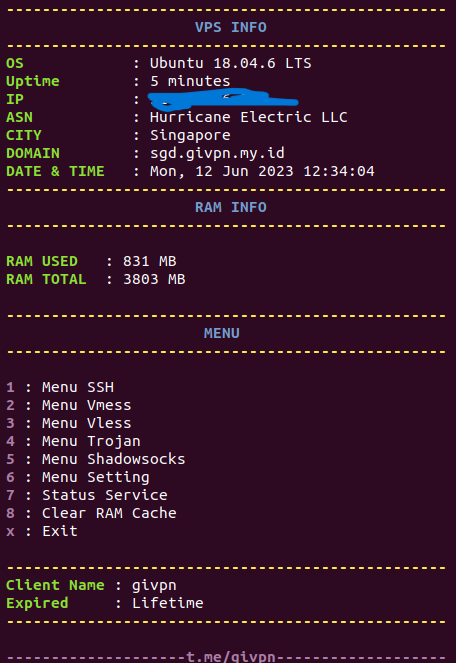 -------------------------------------------------
VPS INFO
-------------------------------------------------
OS : Ubuntu 18.04.6 LTS
Uptime : 5 minutes
IP :
ASN : Hurricane Electric LLC
CITY : Singapore
DOMAIN : sgd.givpn.my.id
DATE & TIME : Mon, 12 Jun 2023 12:34:04
-------------------------------------------------
RAM INFO
-------------------------------------------------
RAM USED : 831 MB
RAM TOTAL : 3803 MB
-------------------------------------------------
MENU
-------------------------------------------------
1 : Menu SSH
2 : Menu Vmess
3 : Menu Vless
4 : Menu Trojan
5 : Menu Shadowsocks
6 : Menu Setting
7 : Status Service
8 : Clear RAM Cache
x : Exit
-------------------------------------------------
Client Name : givpn
Expired : Lifetime
-------------------------------------------------
--------------------t.me/givpn-------------------